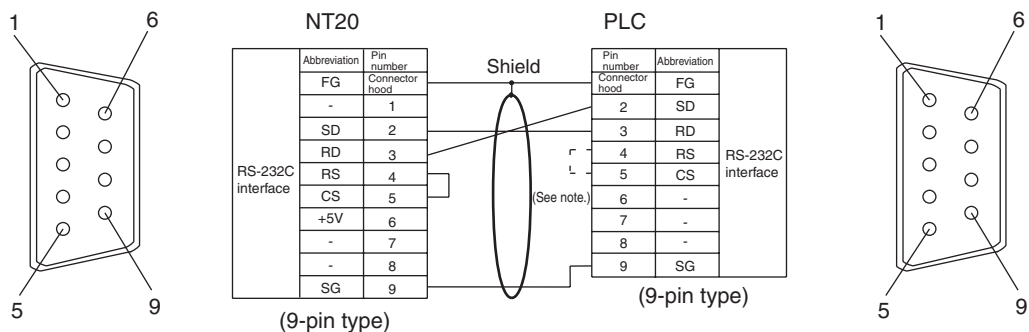 NT20
PLC
1
6
5
9
RS-232C
interface
Abbreviation
Pin
number
FG
Connector
hood
-
1
SD
2
RD
3
RS
4
CS
5
+5V
6
-
7
-
8
SG
9
(9-pin type)
Shield
(See note.)
Pin
number
Abbreviation
Connector
hood
FG
2
SD
3
RD
4
RS
5
CS
6
-
7
-
8
-
9
SG
RS-232C
interface
(9-pin type)
1
6
5
9